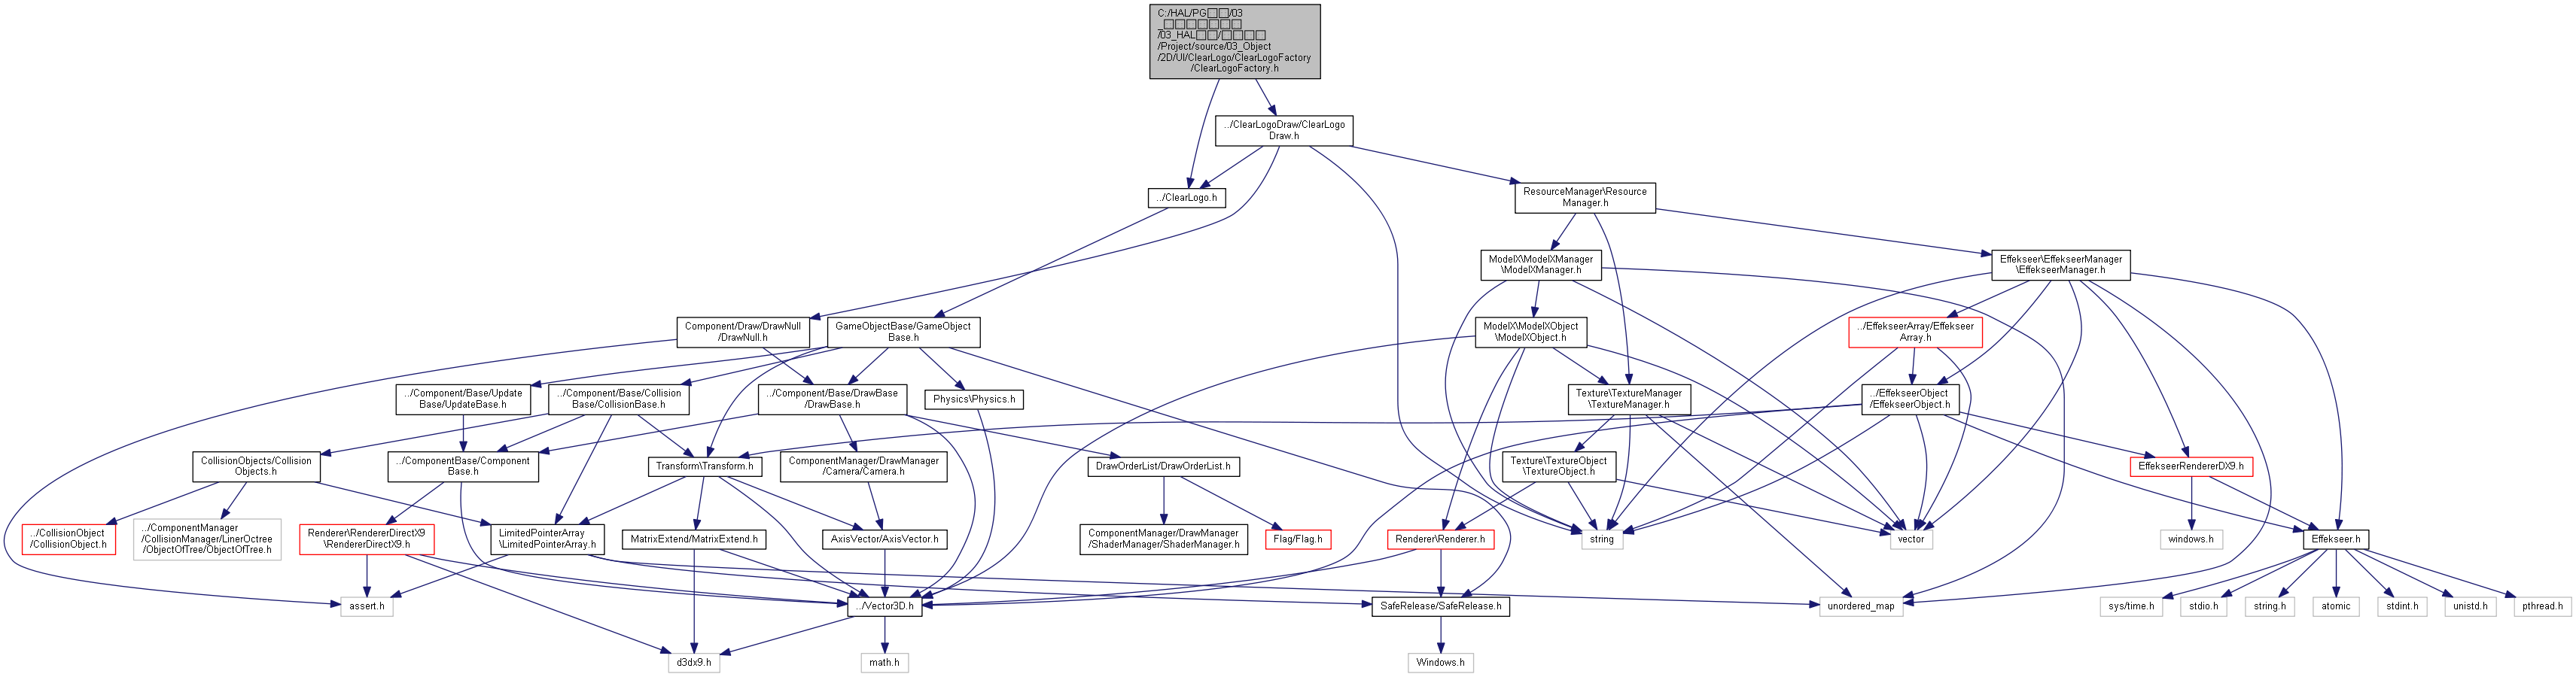 C:/HAL/PG□□/03
_□□□□□□□
/03_HAL□□/□□□□
/Project/source/03_Object
/2D/UI/ClearLogo/ClearLogoFactory
/ClearLogoFactory.h
../ClearLogoDraw/ClearLogo
Draw.h
../ClearLogo.h
ResourceManager\Resource
Manager.h
ModelX\ModelXManager
\ModelXManager.h
Effekseer\EffekseerManager
\EffekseerManager.h
Component/Draw/DrawNull
/DrawNull.h
GameObjectBase/GameObject
Base.h
ModelX\ModelXObject
\ModelXObject.h
../EffekseerArray/Effekseer
Array.h
../Component/Base/Update
Base/UpdateBase.h
../Component/Base/Collision
Base/CollisionBase.h
../Component/Base/DrawBase
/DrawBase.h
Physics\Physics.h
Texture\TextureManager
\TextureManager.h
../EffekseerObject
/EffekseerObject.h
CollisionObjects/Collision
Objects.h
../ComponentBase/Component
Base.h
Transform\Transform.h
ComponentManager/DrawManager
/Camera/Camera.h
DrawOrderList/DrawOrderList.h
Texture\TextureObject
\TextureObject.h
EffekseerRendererDX9.h
../CollisionObject
/CollisionObject.h
../ComponentManager
/CollisionManager/LinerOctree
/ObjectOfTree/ObjectOfTree.h
Renderer\RendererDirectX9
\RendererDirectX9.h
LimitedPointerArray
\LimitedPointerArray.h
MatrixExtend/MatrixExtend.h
AxisVector/AxisVector.h
ComponentManager/DrawManager
/ShaderManager/ShaderManager.h
Flag/Flag.h
Renderer\Renderer.h
string
vector
windows.h
Effekseer.h
assert.h
../Vector3D.h
SafeRelease/SafeRelease.h
unordered_map
sys/time.h
stdio.h
string.h
atomic
stdint.h
unistd.h
pthread.h
d3dx9.h
math.h
Windows.h